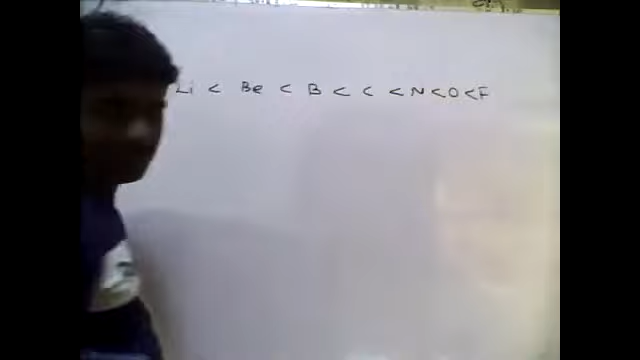 Li < Be < B < C < N < O < F